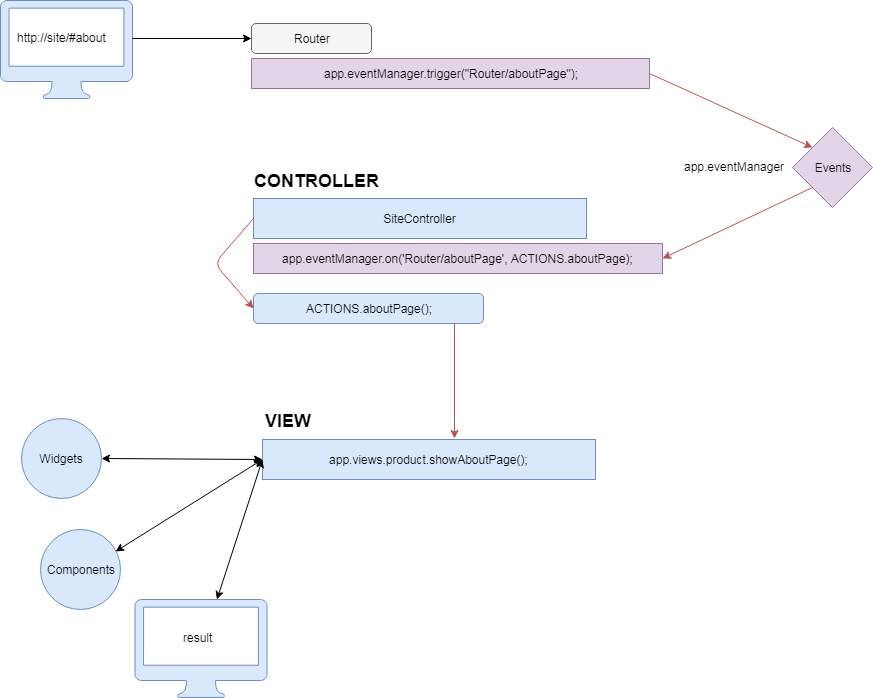 http://site/#about
Router
app.eventManager.trigger("Router/aboutPage");
app.eventManager
Events
CONTROLLER
SiteController
app.eventManager.on('Router/aboutPage', ACTIONS.aboutPage);
ACTIONS.aboutPage();
VIEW
Widgets
app.views.product.showAboutPage();
Components
result